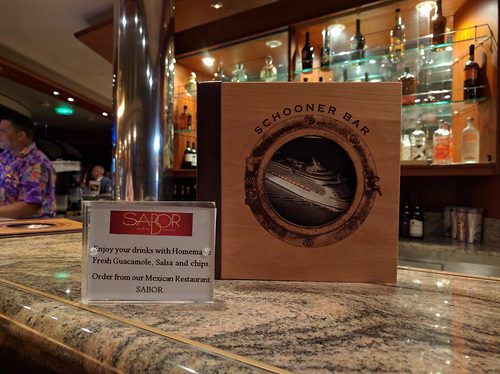 SCHOONER BAR
SABOR
Enjoy your drinks with Homema
Fresh Guacamole, Salsa and chips.
Order from our Mexican Restaurant
SABOR